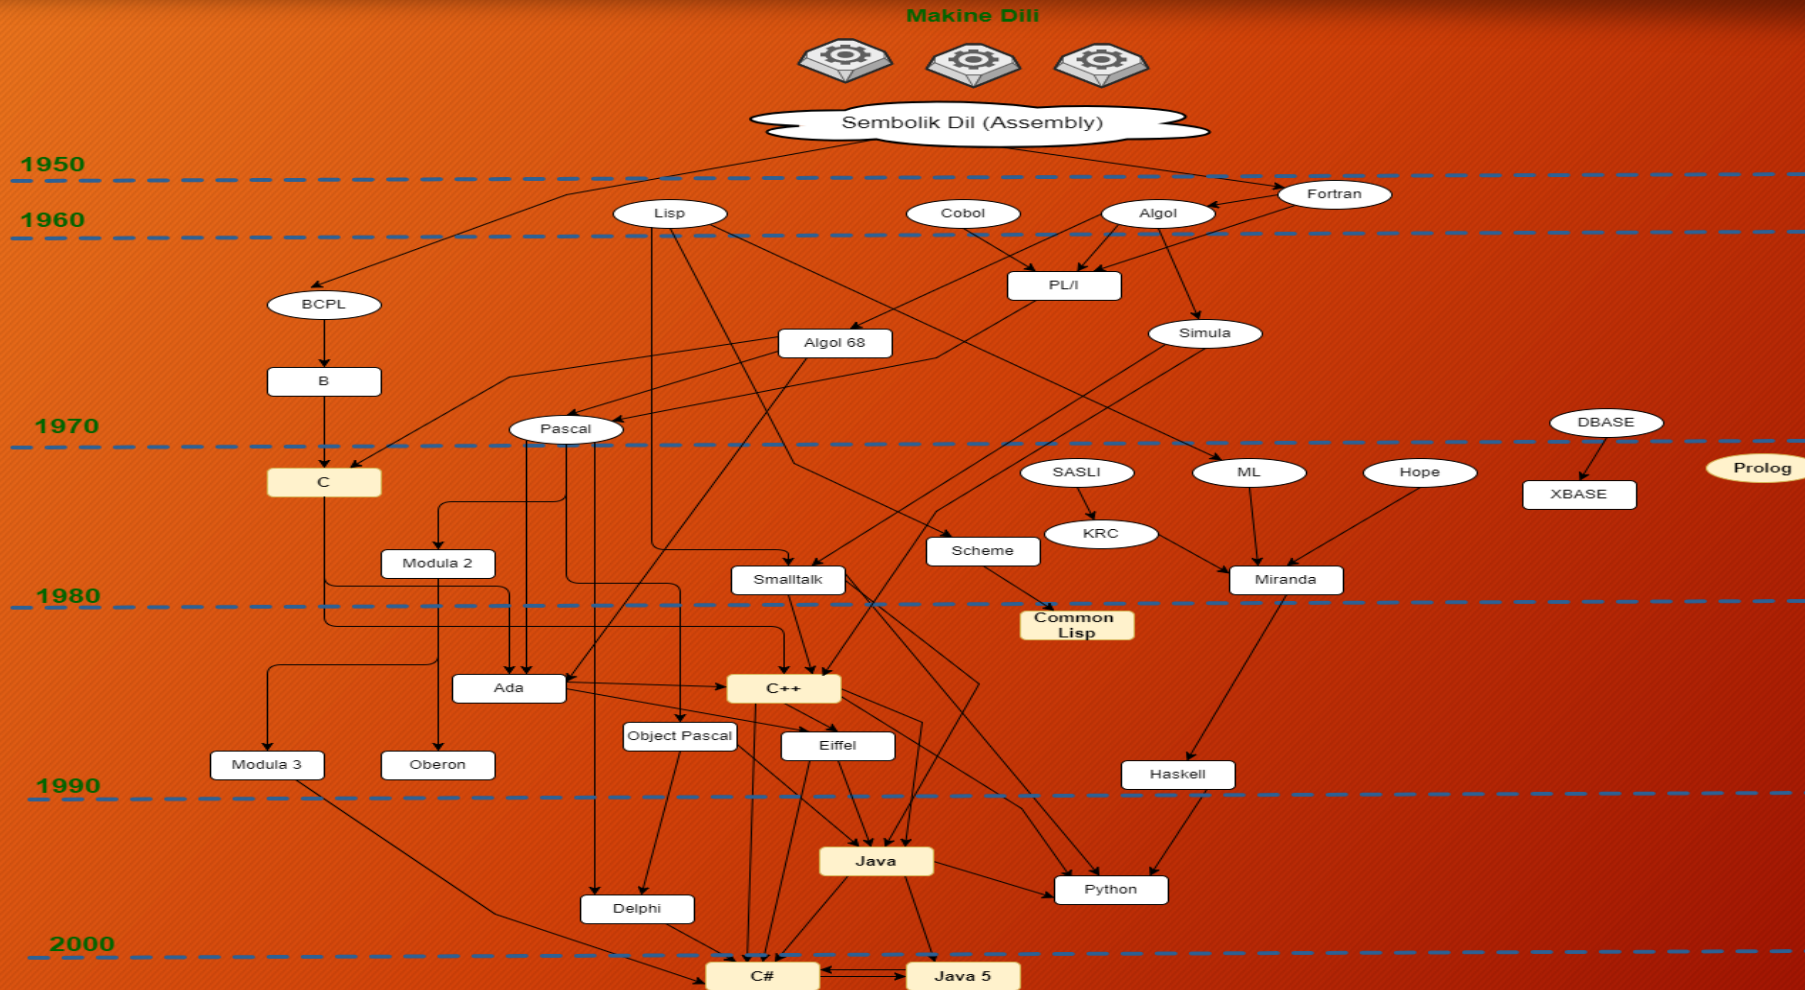 Makine Dili
Sembolik Dil (Assembly)
1950
Fortran
Lisp
Cobol
Algol
1960
PL/I
BCPL
Simula
Algol 68
B
DBASE
1970
Pascal
Prolog
SASLI
ML
Hope
C
XBASE
KRC
Scheme
Modula 2
Smalltalk
Miranda
1980
Common
Lisp
Ada
C++
Object Pascal
Eiffel
Modula 3
Oberon
Haskell
1990
Java
Python
Delphi
2000
C#
Java 5